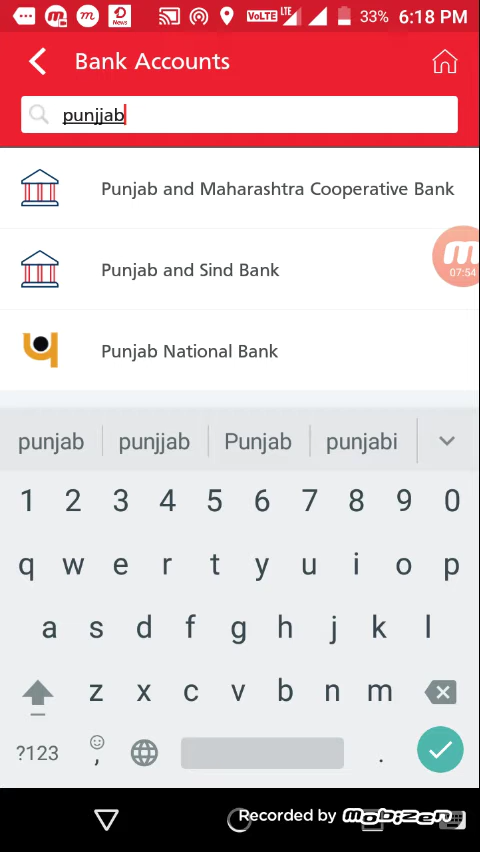 VoLTE LTE 33% 6:18 PM
Bank Accounts
punjjab
Punjab and Maharashtra Cooperative Bank
Punjab and Sind Bank
07:54
Punjab National Bank
punjab punjjab Punjab punjabi
1 2 3 4 5 6 7 8 9 0
q w e r t y u i o p
a s d f g h j k l
z x c v b n m
?123 , .
Recorded by MOBIZEN